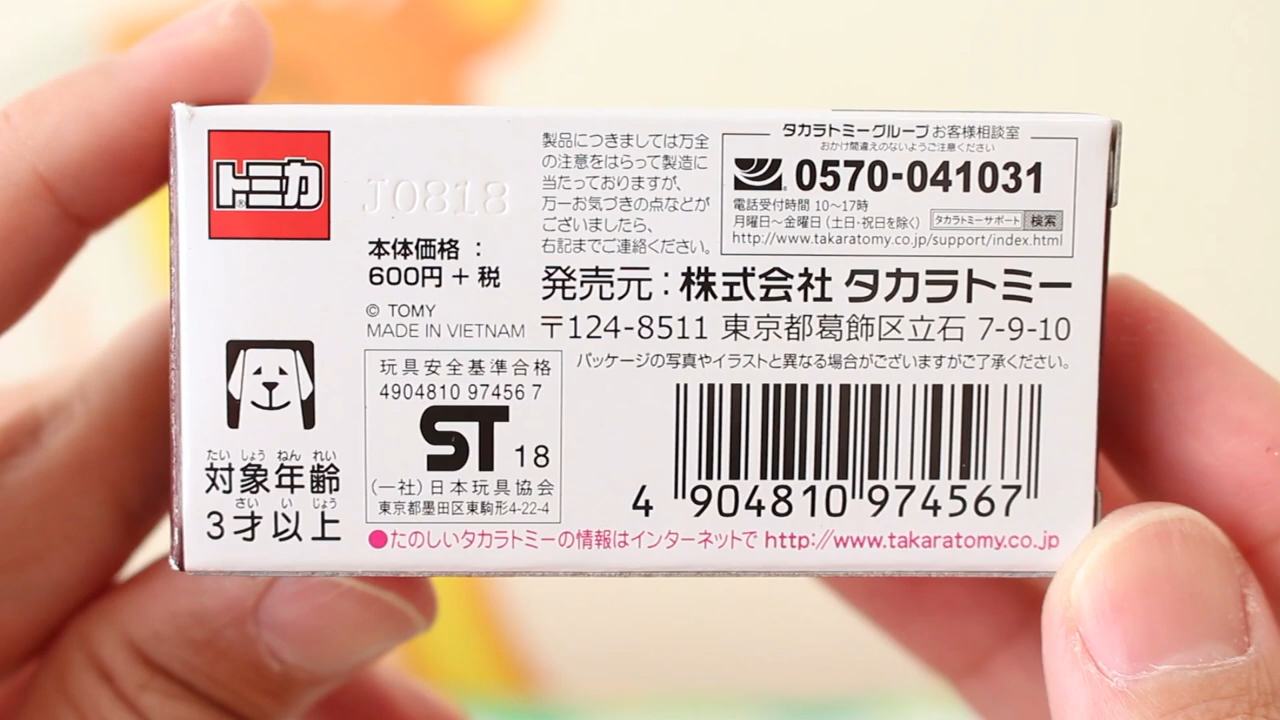 トミカ
®
J0818
本体価格：
600円＋税
© TOMY
MADE IN VIETNAM
製品につきましては万全
の注意をはらって製造に
当たっておりますが、
万一お気づきの点などが
ございましたら、
右記までご連絡ください。
タカラトミーグループ お客様相談室
おかけ間違えのないようご注意ください
0570-041031
電話受付時間 10～17時
月曜日～金曜日（土日・祝日を除く）
タカラトミーサポート 検索
http://www.takaratomy.co.jp/support/index.html
発売元：株式会社 タカラトミー
〒124-8511 東京都葛飾区立石 7-9-10
パッケージの写真やイラストと異なる場合がございますがご了承ください。
たい しょう ねん れい
対象年齢
さい い じょう
3才以上
玩具安全基準合格
4904810 97456 7
ST 18
(一社)日本玩具協会
東京都墨田区東駒形4-22-4
4 904810 974567
●たのしいタカラトミーの情報はインターネットで http://www.takaratomy.co.jp